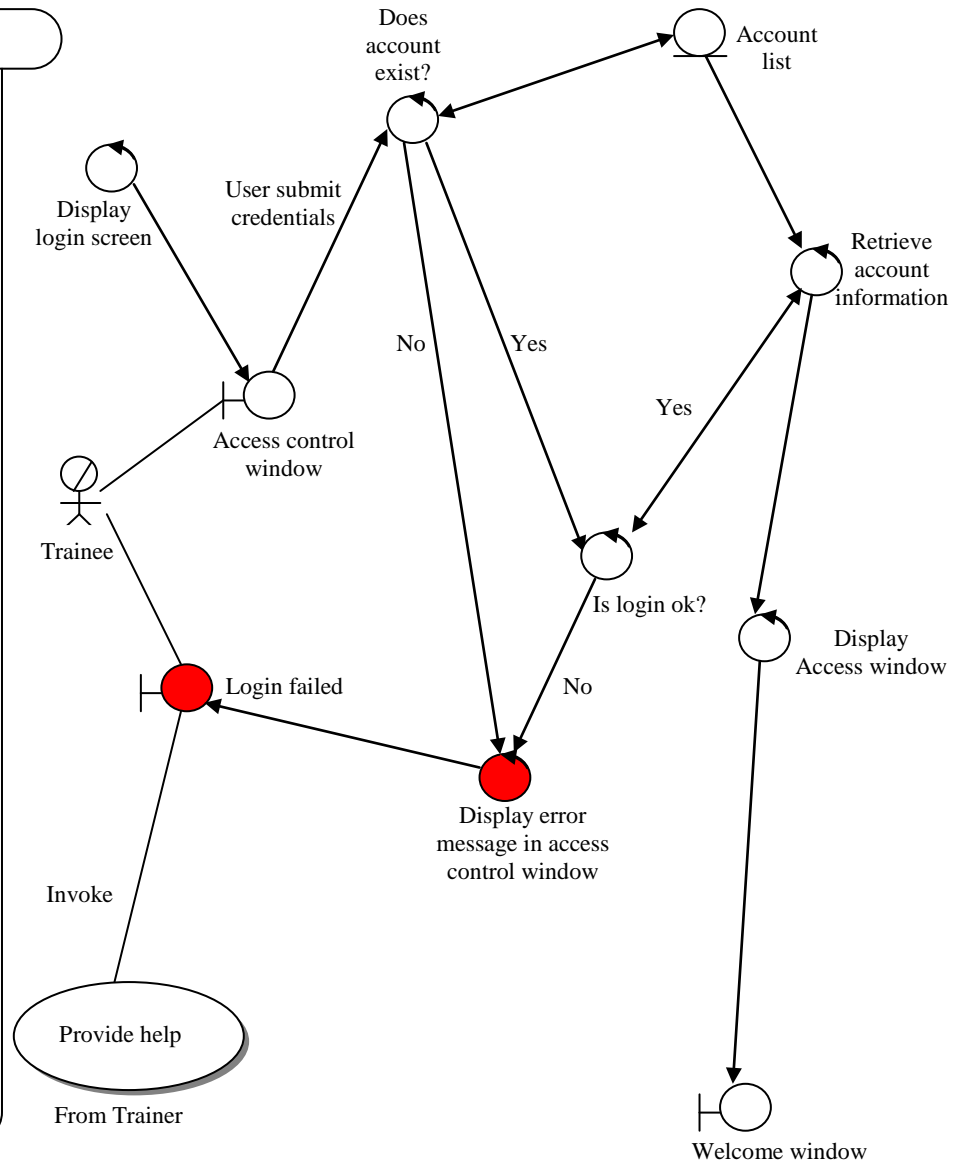 Does
account
exist?
Account
list
User submit
credentials
Display
login screen
Retrieve
account
information
No
Yes
Yes
Access control
window
Trainee
Is login ok?
Display
Access window
Login failed
No
Display error
message in access
control window
Invoke
Provide help
From Trainer
Welcome window